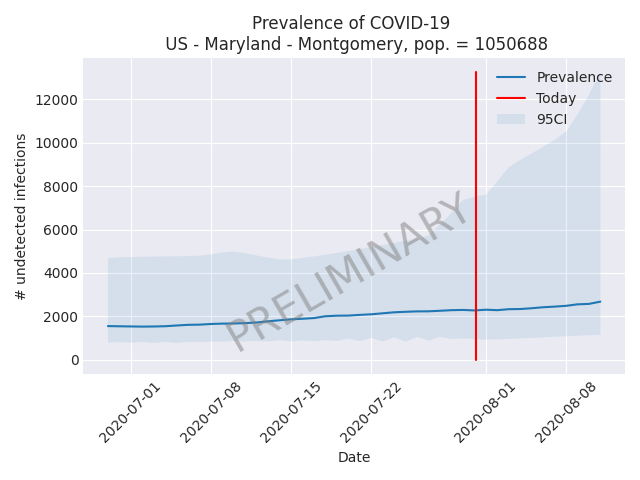 Prevalence of COVID-19
US - Maryland - Montgomery, pop. = 1050688
Prevalence
Today
95CI
PRELIMINARY
# undetected infections
12000
10000
8000
6000
4000
2000
0
2020-07-01
2020-07-08
2020-07-15
2020-07-22
2020-08-01
2020-08-08
Date